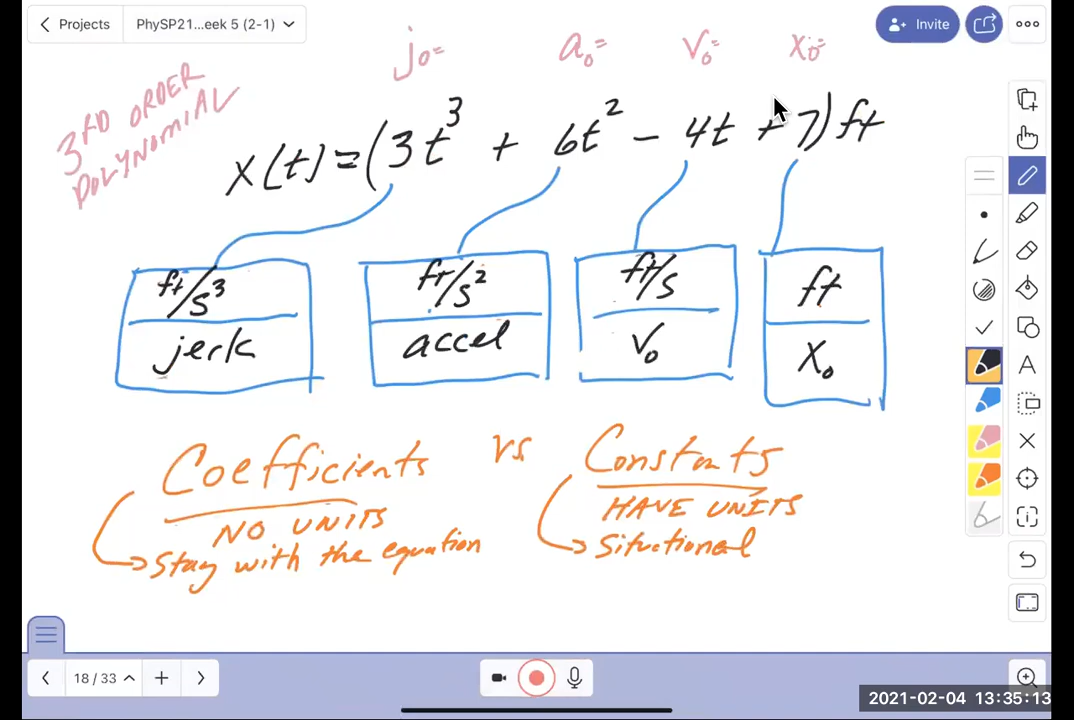 Projects
PhySP21...eek 5 (2-1)
Invite
j₀=
a₀=
v₀=
x₀=
3RD ORDER
POLYNOMIAL
x(t)=(3t³ + 6t² - 4t + 7) ft
ft/s³
jerk
ft/s²
accel
ft/s
v₀
ft
x₀
Coefficients vs Constants
NO UNITS
Stay with the equation
HAVE UNITS
Situational
A
18 / 33
2021-02-04 13:35:13